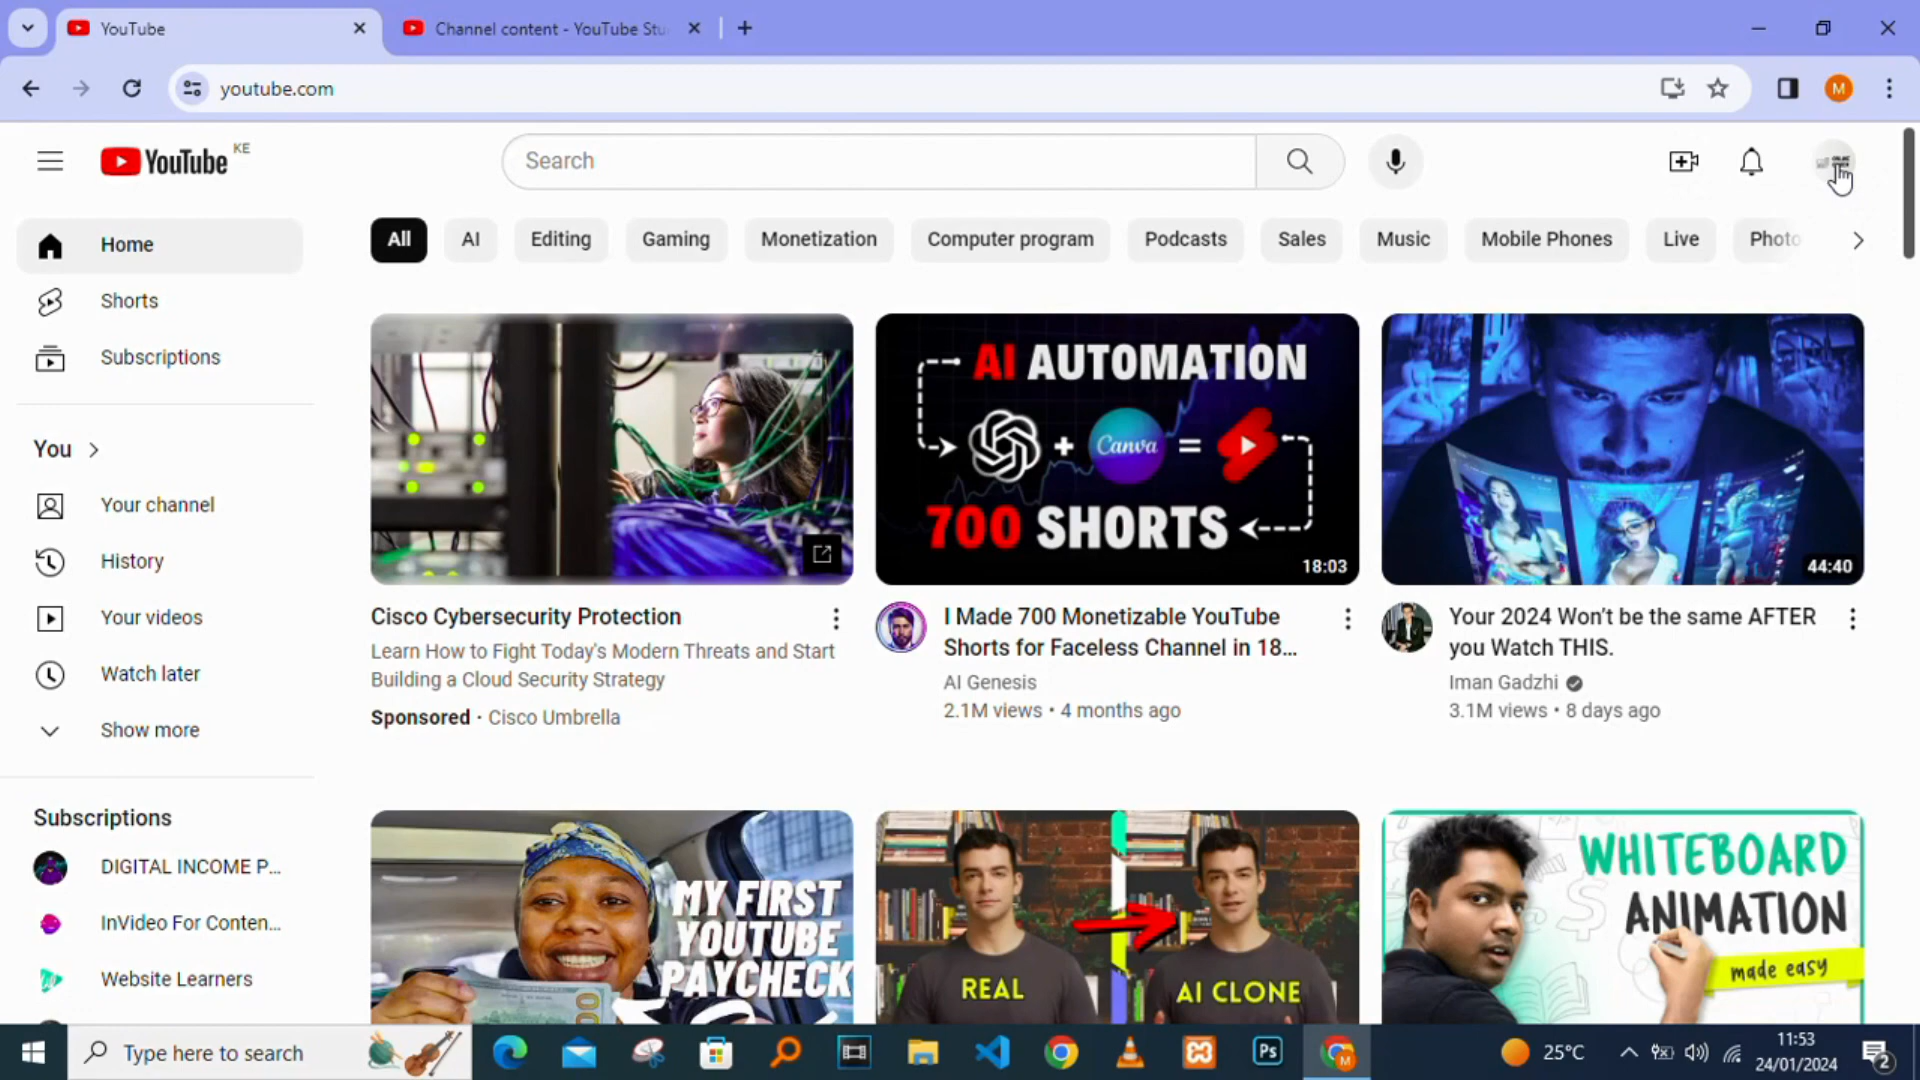 YouTube
Channel content - YouTube Stu
youtube.com
M
YouTube KE
Search
All
AI
Editing
Gaming
Monetization
Computer program
Podcasts
Sales
Music
Mobile Phones
Live
Photo
Home
Shorts
Subscriptions
You
Your channel
History
Your videos
Watch later
Show more
Subscriptions
DIGITAL INCOME P...
InVideo For Conten...
Website Learners
Cisco Cybersecurity Protection
Learn How to Fight Today's Modern Threats and Start
Building a Cloud Security Strategy
Sponsored · Cisco Umbrella
AI AUTOMATION
+ Canva =
700 SHORTS
18:03
I Made 700 Monetizable YouTube
Shorts for Faceless Channel in 18...
AI Genesis
2.1M views • 4 months ago
44:40
Your 2024 Won't be the same AFTER
you Watch THIS.
Iman Gadzhi
3.1M views • 8 days ago
MY FIRST
YOUTUBE
PAYCHECK
REAL
AI CLONE
WHITEBOARD
ANIMATION
made easy
Type here to search
Ps
M
25°C
11:53
24/01/2024
2